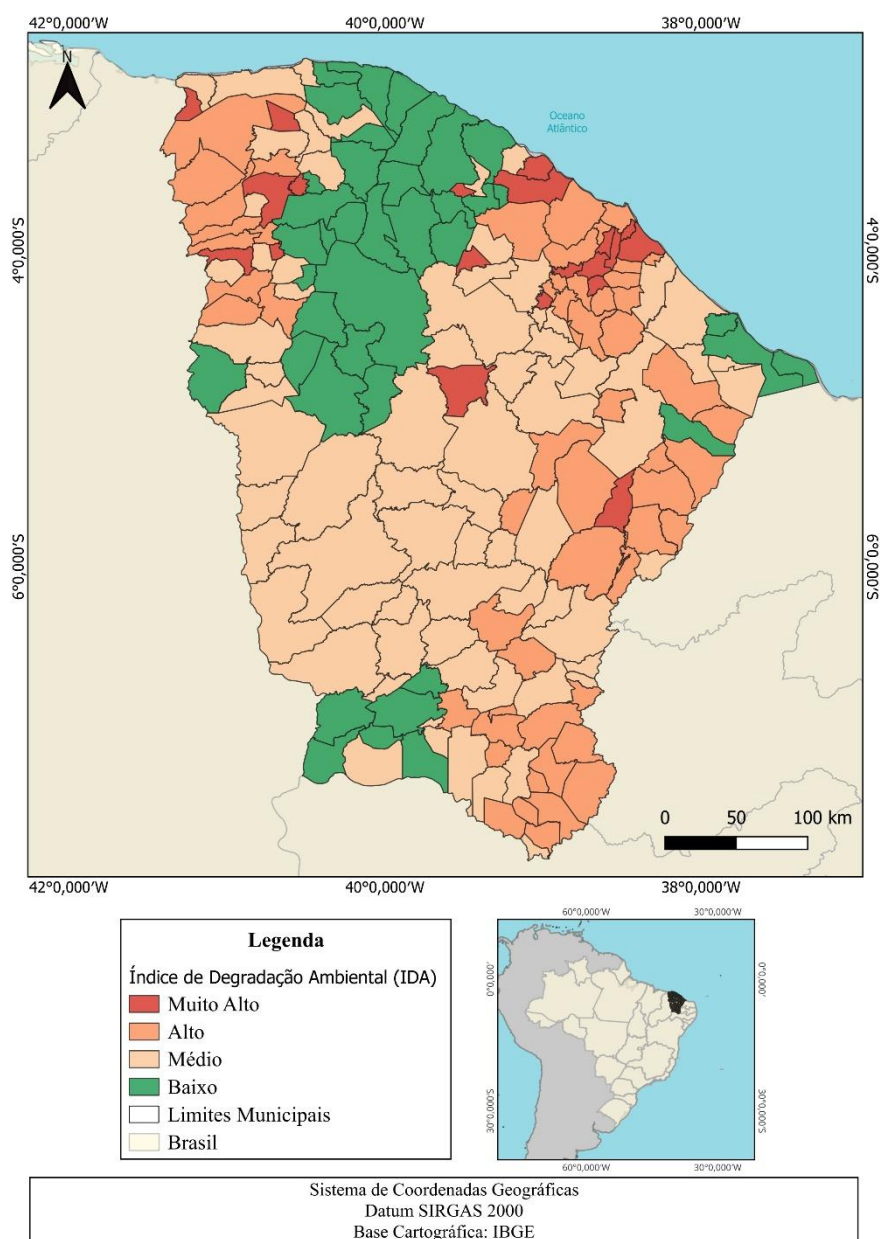 42°0,000′W 40°0,000′W 38°0,000′W
N
Oceano
Atlântico
4°0,000′S 4°0,000′S
6°0,000′S 6°0,000′S
0 50 100 km
42°0,000′W 40°0,000′W 38°0,000′W
Legenda
Índice de Degradação Ambiental (IDA)
Muito Alto
Alto
Médio
Baixo
Limites Municipais
Brasil
60°0,000′W 30°0,000′W
0°0,000′ 0°0,000′
30°0,000′S 30°0,000′S
60°0,000′W 30°0,000′W
Sistema de Coordenadas Geográficas
Datum SIRGAS 2000
Base Cartográfica: IBGE